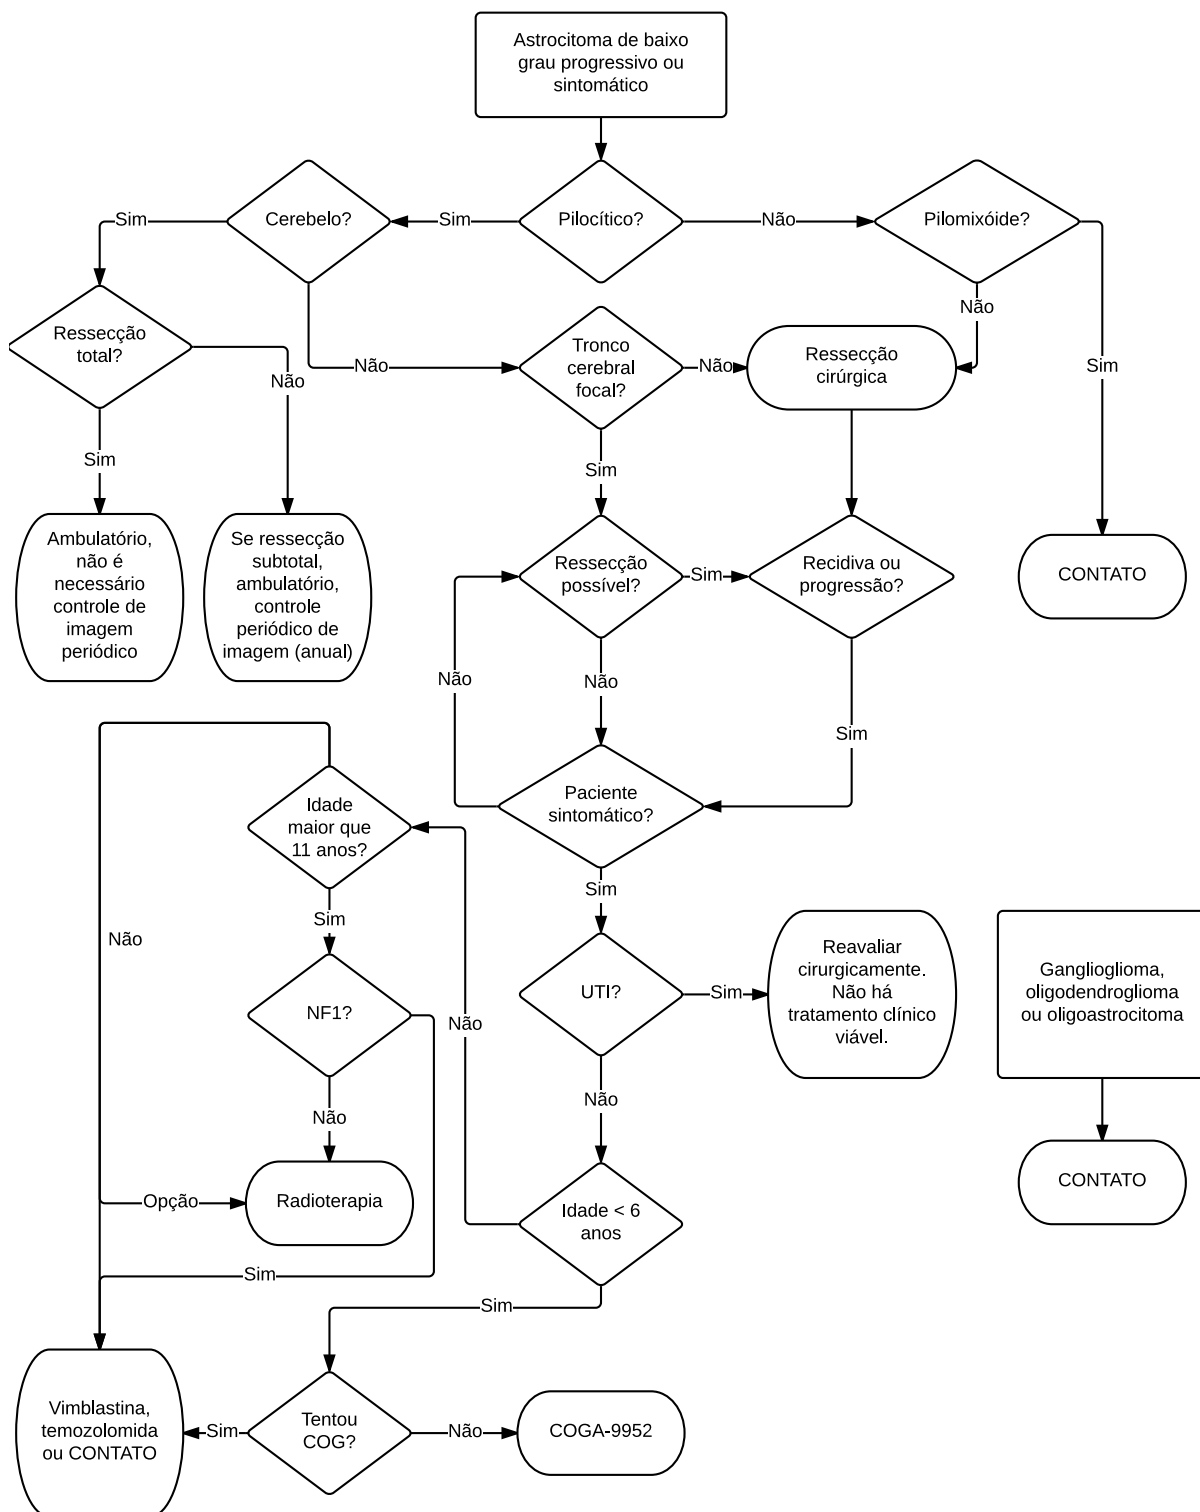 Astrocitoma de baixo
grau progressivo ou
sintomático
Sim
Cerebelo?
Sim
Pilocítico?
Não
Pilomixóide?
Ressecção
total?
Não
Não
Tronco
cerebral
focal?
Não
Ressecção
cirúrgica
Não
Sim
Sim
Sim
Ambulatório,
não é
necessário
controle de
imagem
periódico
Se ressecção
subtotal,
ambulatório,
controle
periódico de
imagem (anual)
Ressecção
possível?
Sim
Recidiva ou
progressão?
CONTATO
Não
Não
Sim
Idade
maior que
11 anos?
Paciente
sintomático?
Sim
Sim
Não
NF1?
Não
UTI?
Sim
Reavaliar
cirurgicamente.
Não há
tratamento clínico
viável.
Ganglioglioma,
oligodendroglioma
ou oligoastrocitoma
Não
Não
Opção
Radioterapia
Idade < 6
anos
CONTATO
Sim
Sim
Vimblastina,
temozolomida
ou CONTATO
Sim
Tentou
COG?
Não
COGA-9952